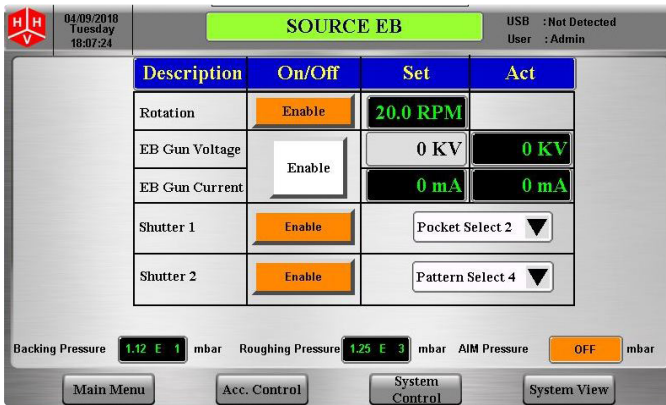 H H
V
04/09/2018
Tuesday
18:07:24
SOURCE EB
USB : Not Detected
User : Admin
Description On/Off Set Act
Rotation Enable 20.0 RPM
EB Gun Voltage 0 KV 0 KV
Enable
EB Gun Current 0 mA 0 mA
Shutter 1 Enable Pocket Select 2
Shutter 2 Enable Pattern Select 4
Backing Pressure 1.12 E 1 mbar Roughing Pressure 1.25 E 3 mbar AIM Pressure OFF mbar
Main Menu Acc. Control System Control System View